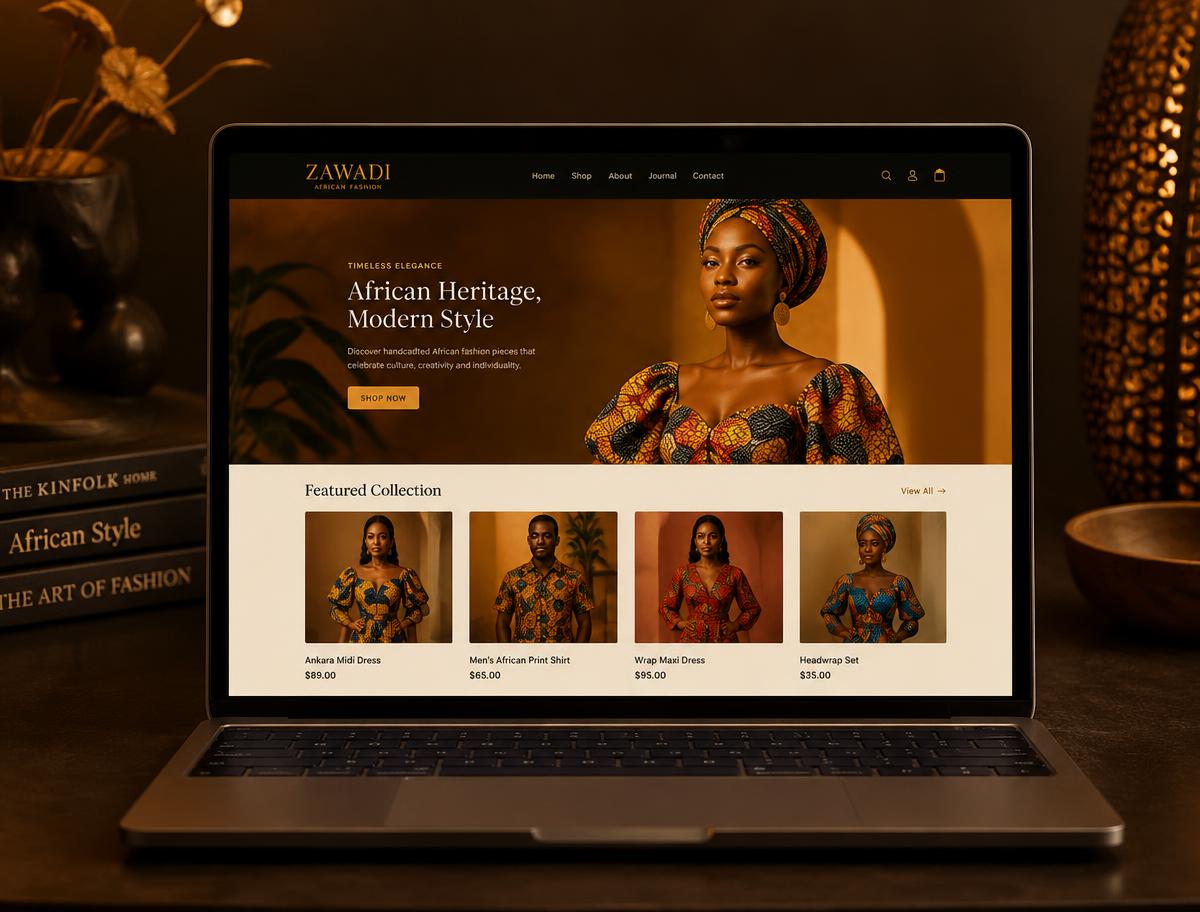 ZAWADI
AFRICAN FASHION
Home Shop About Journal Contact
TIMELESS ELEGANCE
African Heritage,
Modern Style
Discover handcadted African fashion pieces that
celebrate culture, creativity and individuality.
SHOP NOW
Featured Collection
View All →
Ankara Midi Dress
$89.00
Men's African Print Shirt
$65.00
Wrap Maxi Dress
$95.00
Headwrap Set
$35.00
THE KINFOLK HOME
African Style
THE ART OF FASHION